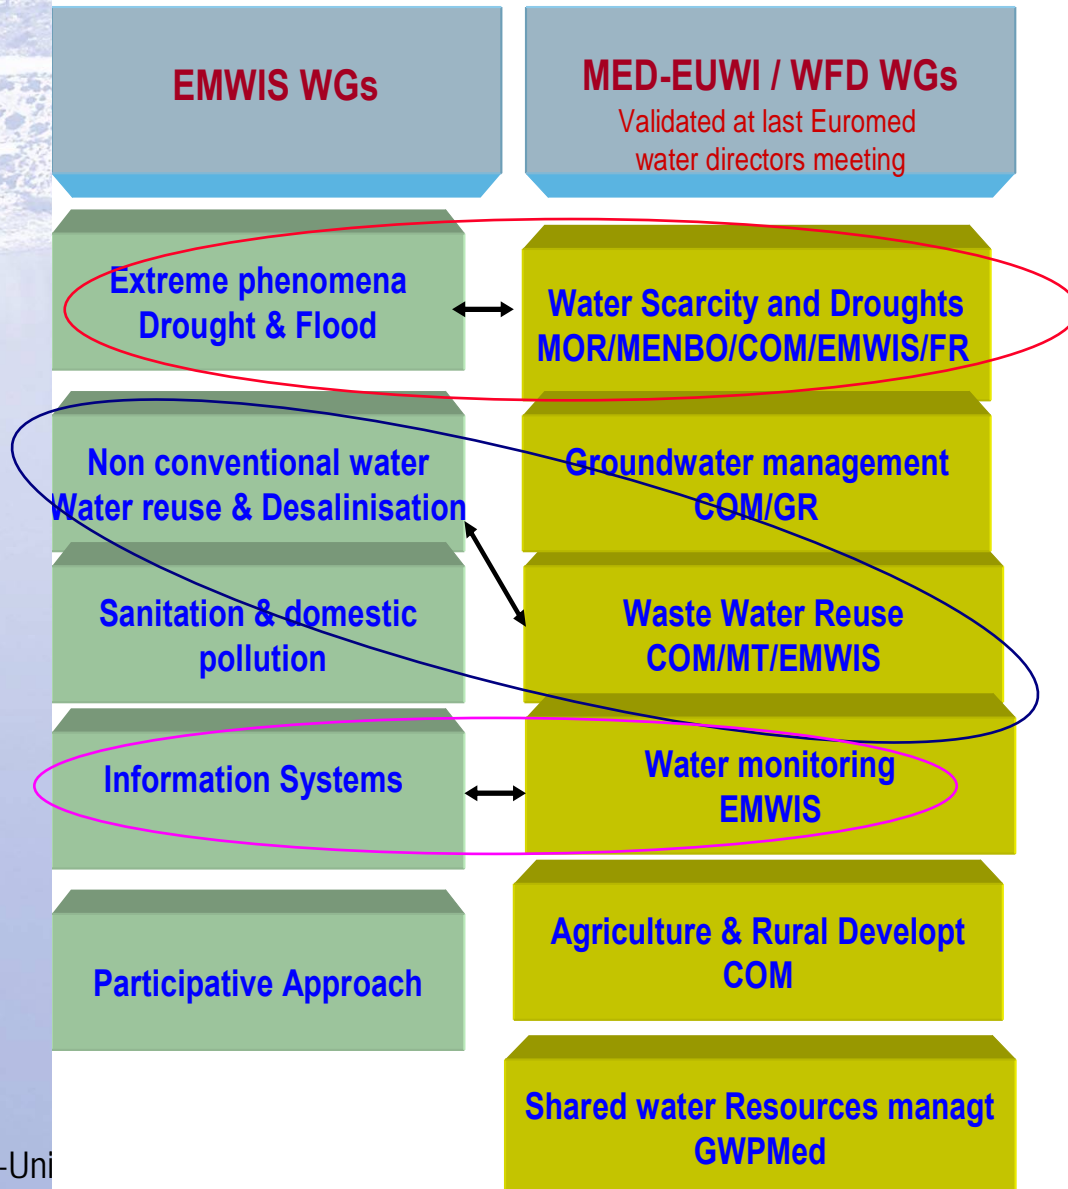 EMWIS WGs
MED-EUWI / WFD WGs
Validated at last Euromed
water directors meeting
Extreme phenomena
Drought & Flood
Water Scarcity and Droughts
MOR/MENBO/COM/EMWIS/FR
Non conventional water
Water reuse & Desalinisation
Groundwater management
COM/GR
Sanitation & domestic
pollution
Waste Water Reuse
COM/MT/EMWIS
Information Systems
Water monitoring
EMWIS
Participative Approach
Agriculture & Rural Developt
COM
Shared water Resources managt
GWPMed
-Uni